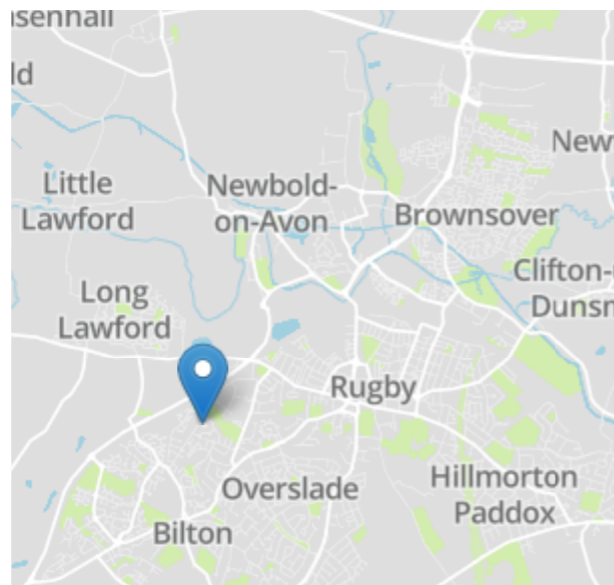 Little
Lawford
Newbold-
on-Avon
Brownsover
Long
Lawford
Rugby
Overslade
Hillmorton
Paddox
Bilton